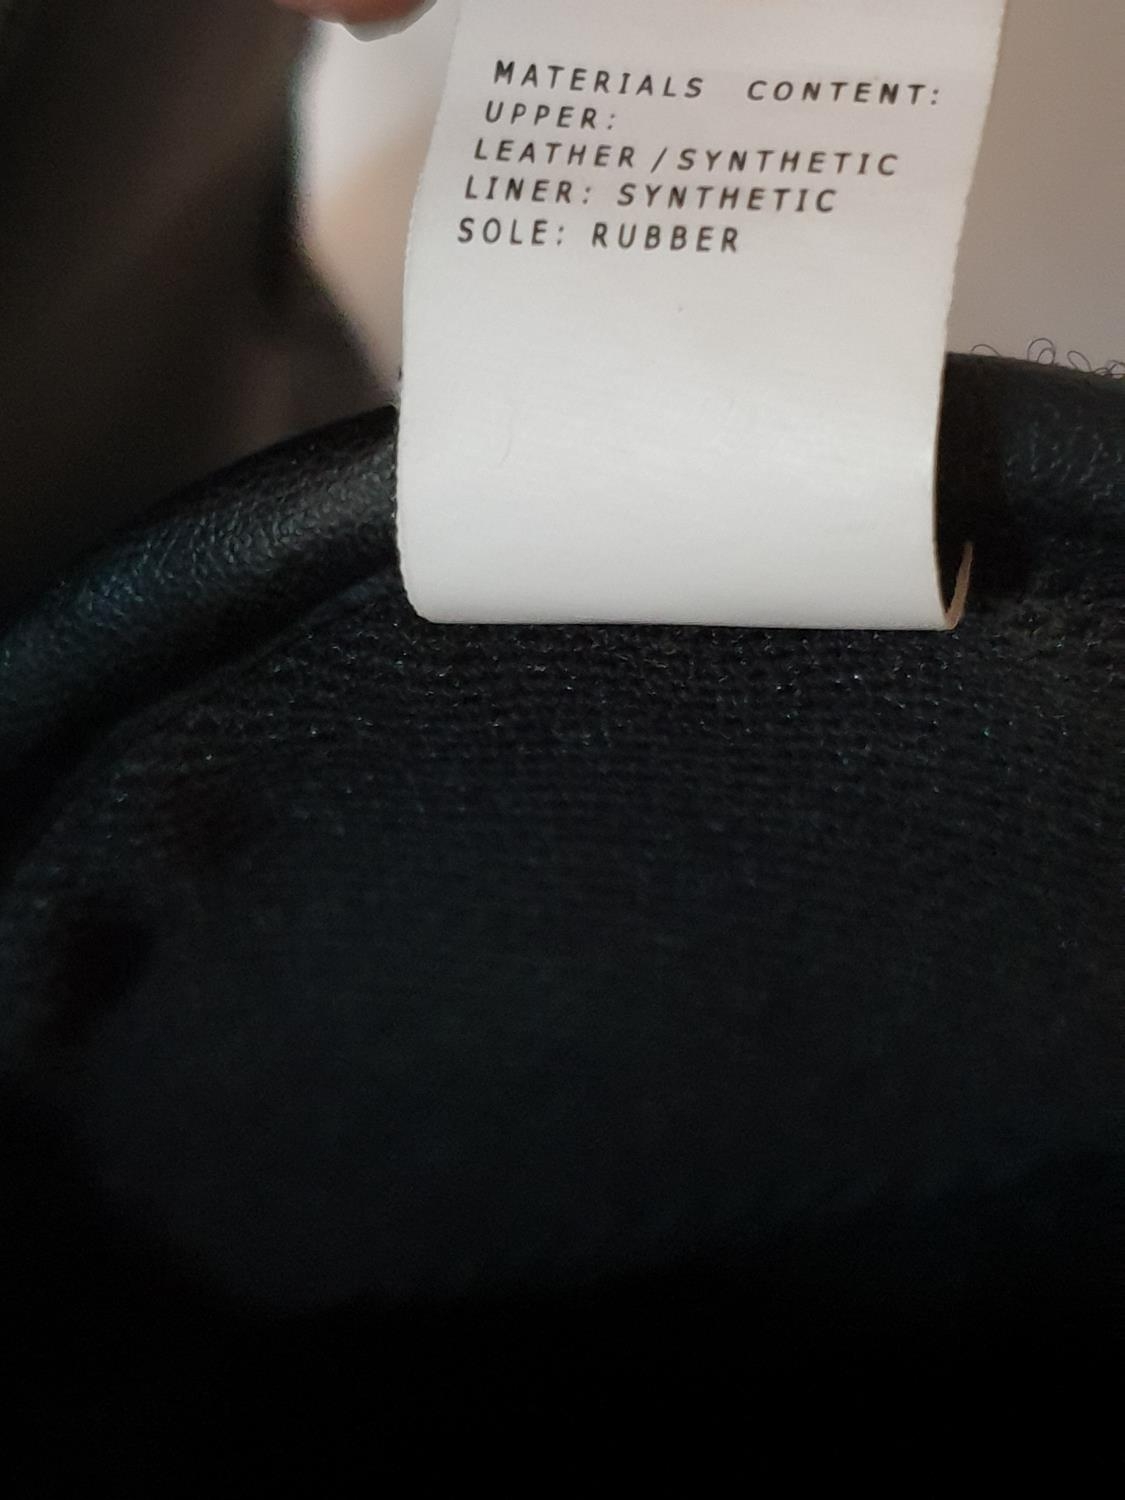 MATERIALS CONTENT:
UPPER:
LEATHER / SYNTHETIC
LINER: SYNTHETIC
SOLE: RUBBER